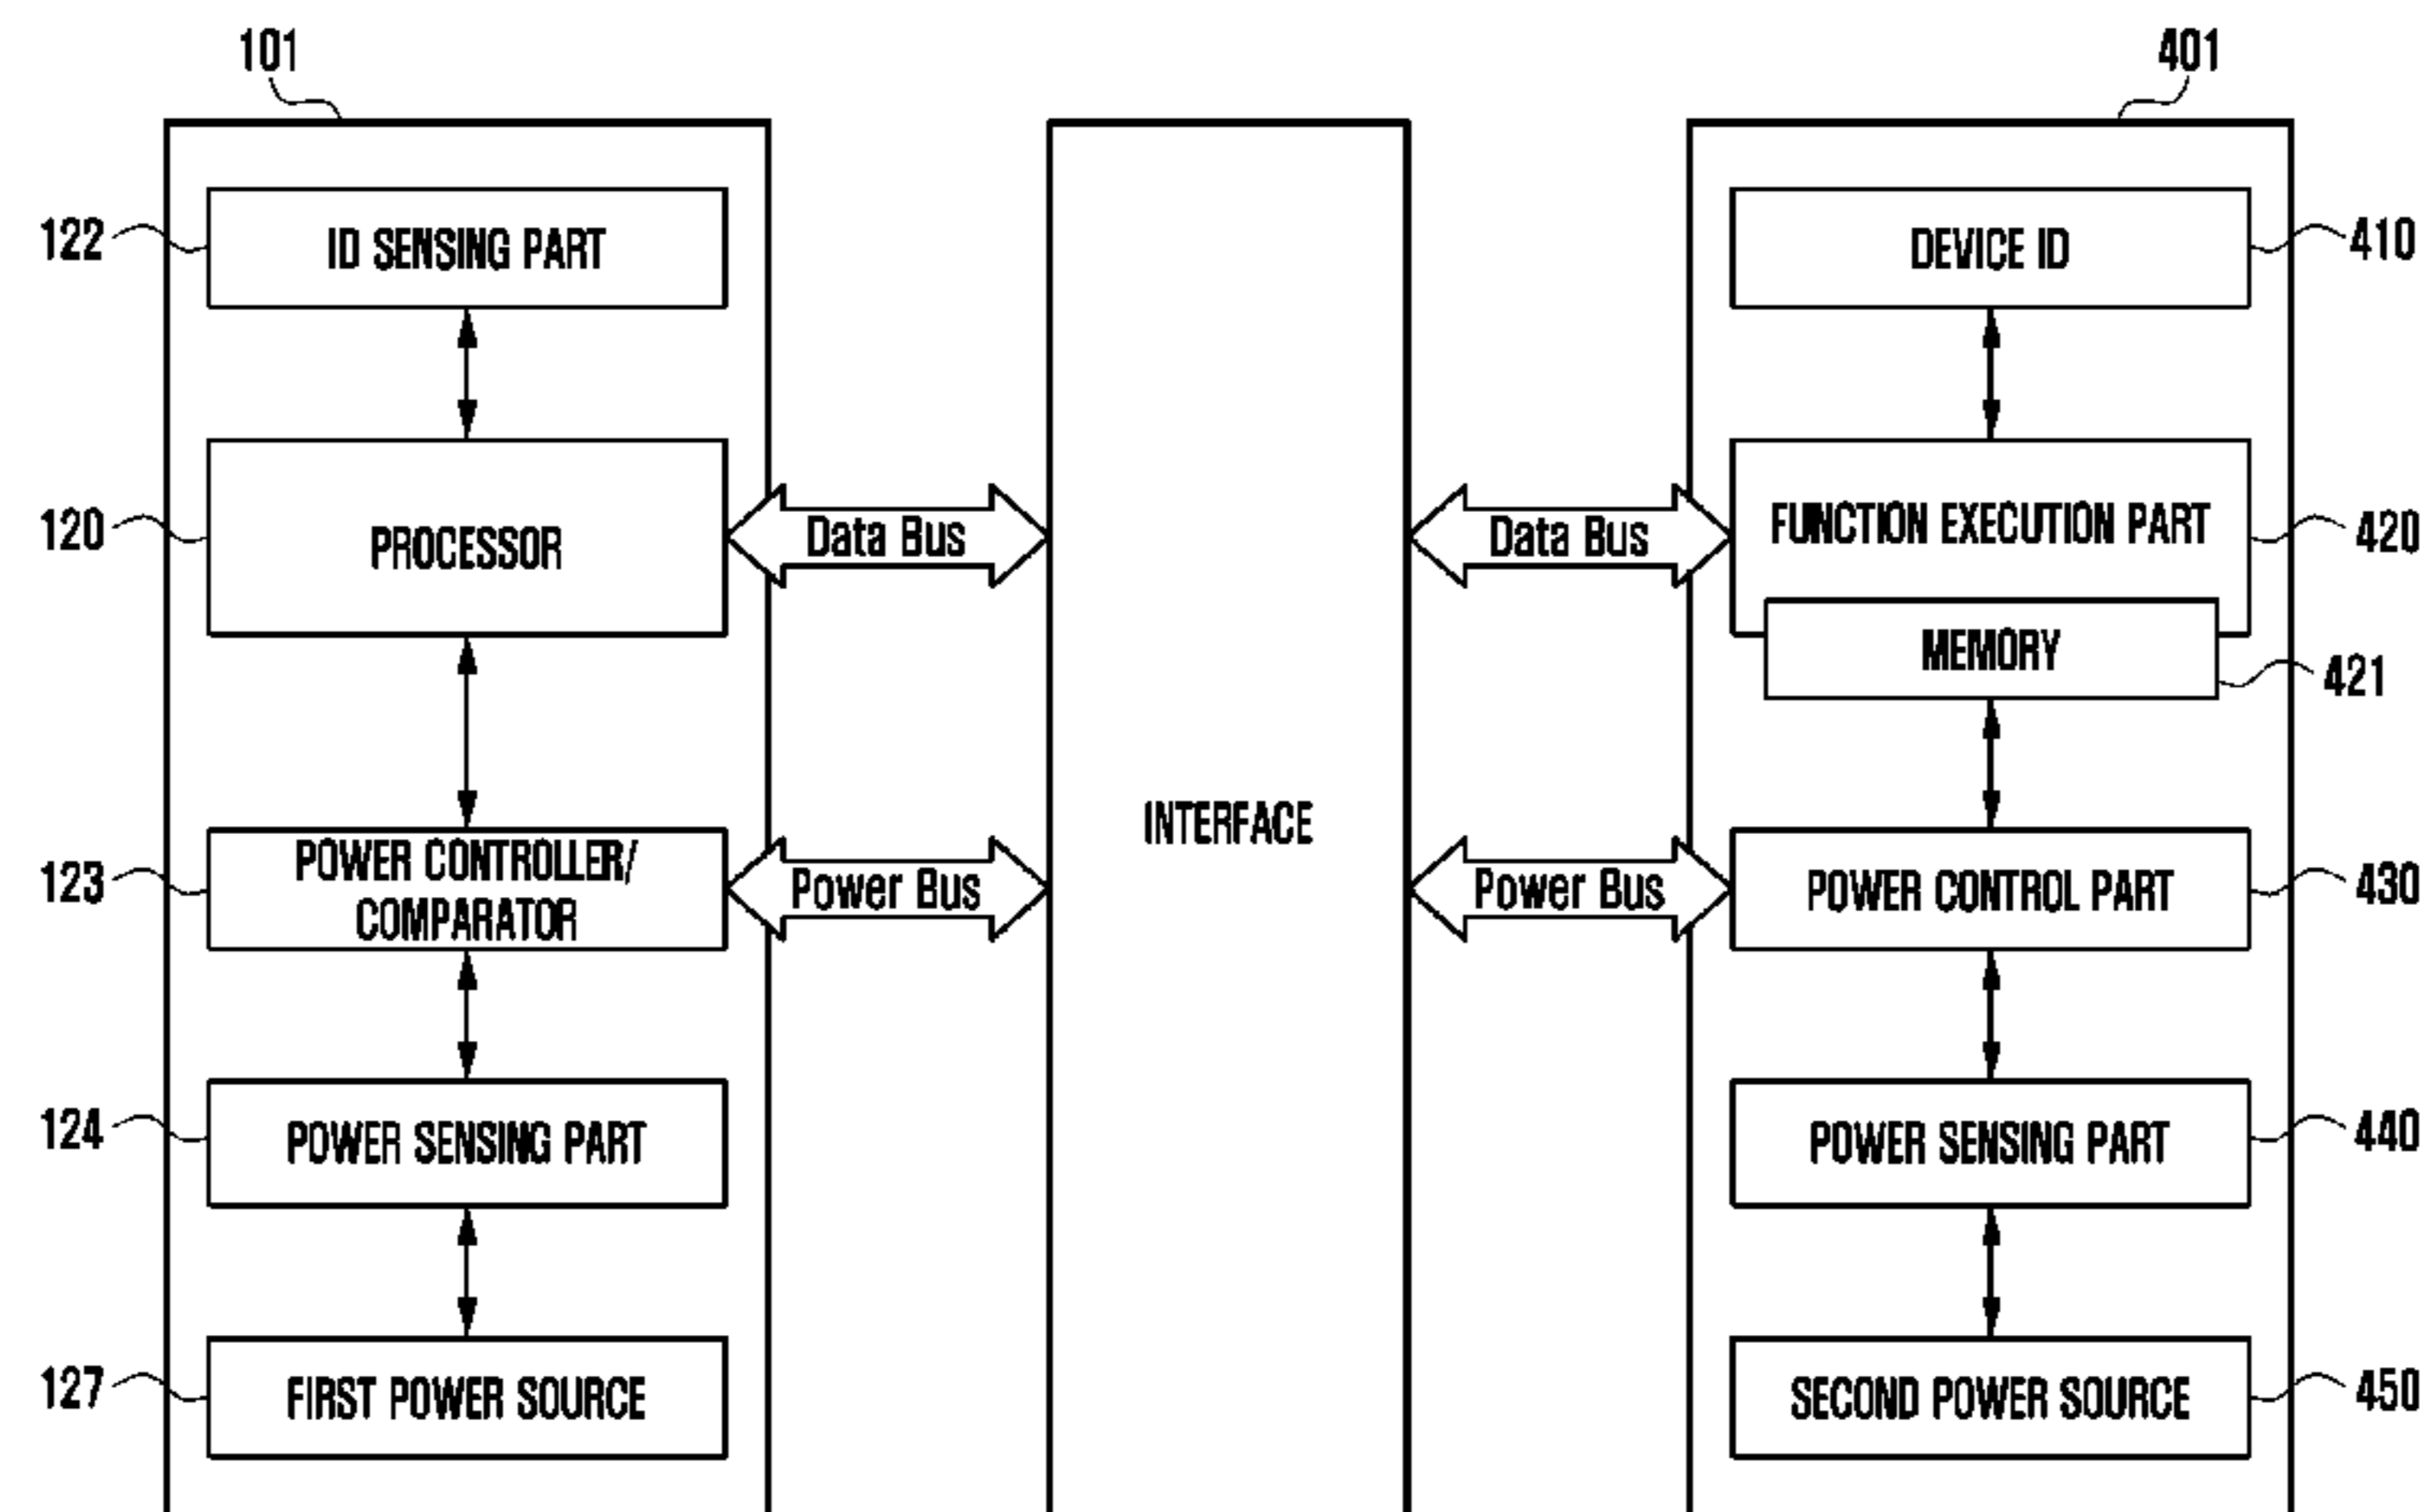 101
401
122
ID SENSING PART
DEVICE ID
410
120
PROCESSOR
Data Bus
Data Bus
FUNCTION EXECUTION PART
420
MEMORY
421
INTERFACE
123
POWER CONTROLLER/
COMPARATOR
Power Bus
Power Bus
POWER CONTROL PART
430
124
POWER SENSING PART
POWER SENSING PART
440
127
FIRST POWER SOURCE
SECOND POWER SOURCE
450